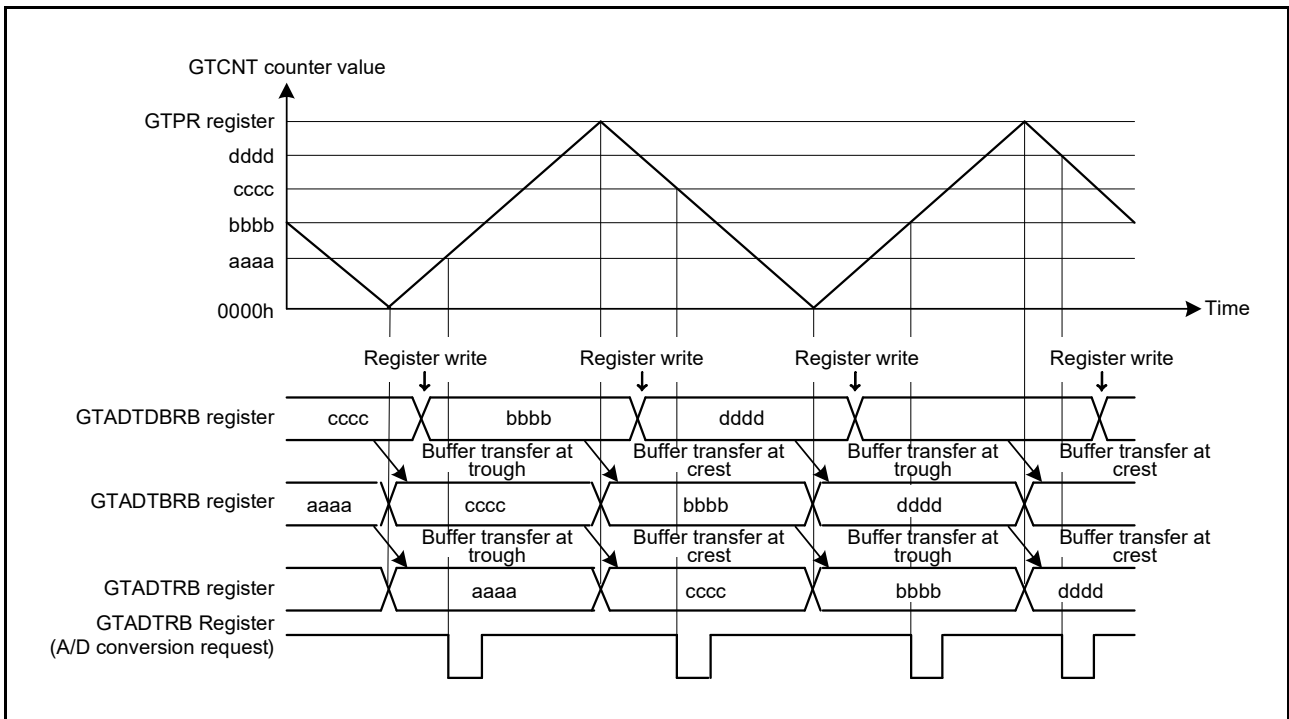 GTCNT counter value
GTPR register
dddd
cccc
bbbb
aaaa
0000h
Time
Register write Register write Register write Register write
GTADTDBRB register cccc bbbb dddd
Buffer transfer at trough
Buffer transfer at crest
Buffer transfer at trough
Buffer transfer at crest
GTADTBRB register aaaa cccc bbbb dddd
Buffer transfer at trough
Buffer transfer at crest
Buffer transfer at trough
Buffer transfer at crest
GTADTRB register aaaa cccc bbbb dddd
GTADTRB Register
(A/D conversion request)